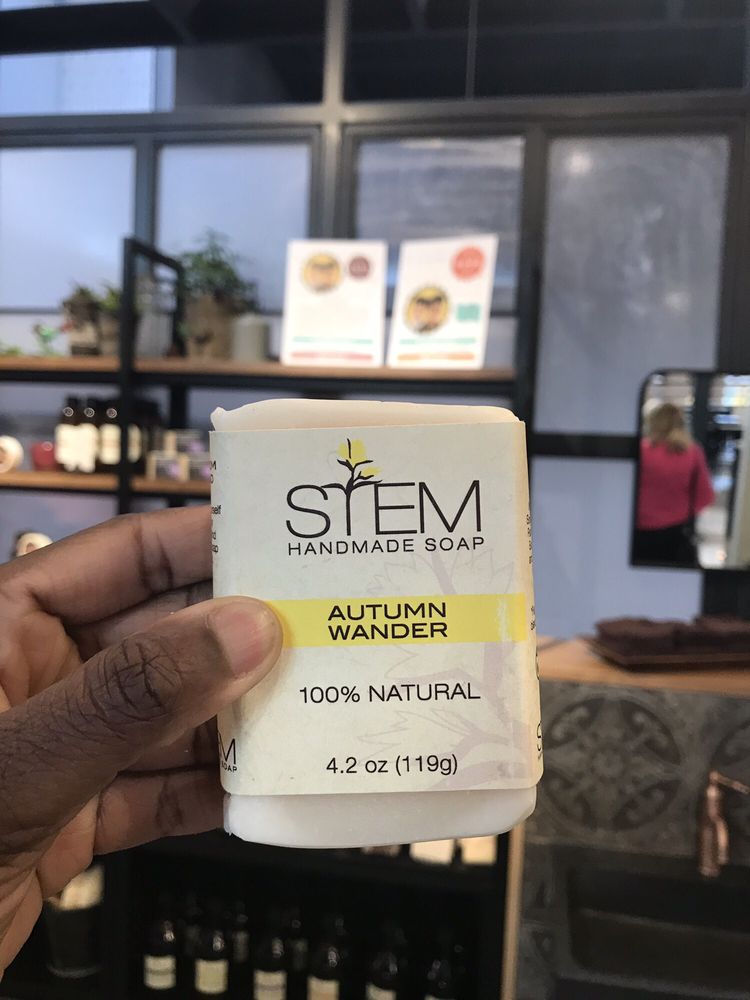 STEM
HANDMADE SOAP
AUTUMN
WANDER
100% NATURAL
4.2 oz (119g)